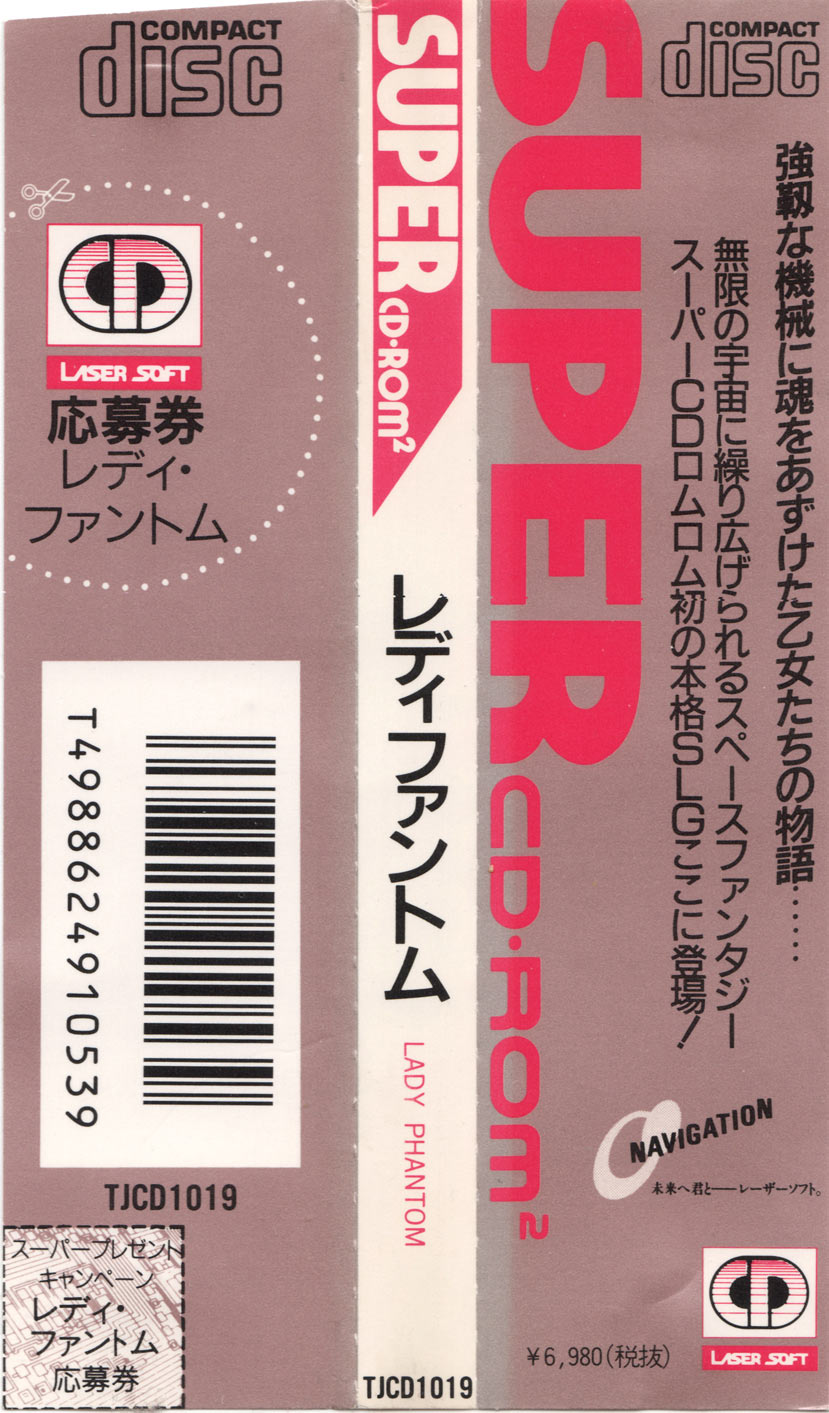 COMPACT
disc
LASER SOFT
応募券
レディ・
ファントム
T4988624910539
TJCD1019
スーパープレゼント
キャンペーン
レディ・
ファントム
応募券
SUPER
CD-ROM²
レディファントム
LADY PHANTOM
TJCD1019
SUPER
CD-ROM²
COMPACT
disc
強靱な機械に魂をあずけた乙女たちの物語……
無限の宇宙に繰り広げられるスペースファンタジー
スーパーCDロムロム初の本格SLGここに登場!
NAVIGATION
未来へ君と――レーザーソフト。
LASER SOFT
¥6,980(税抜)